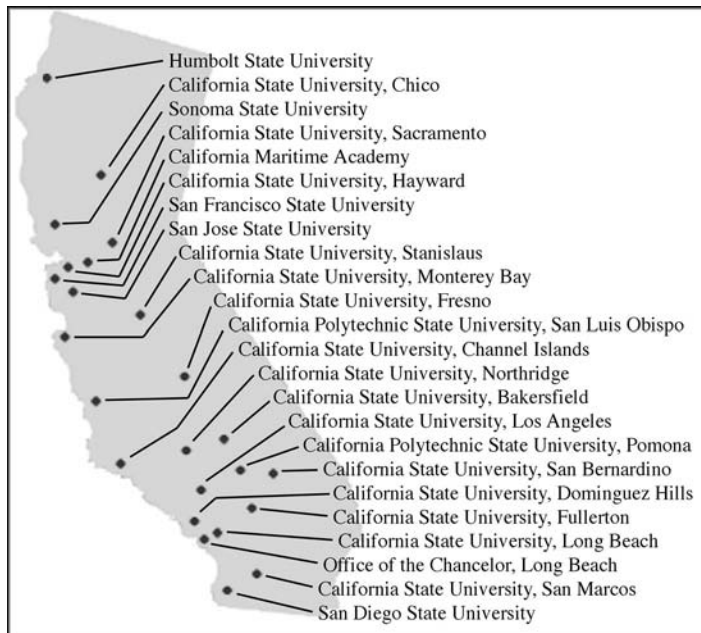 Humbolt State University
California State University, Chico
Sonoma State University
California State University, Sacramento
California Maritime Academy
California State University, Hayward
San Francisco State University
San Jose State University
California State University, Stanislaus
California State University, Monterey Bay
California State University, Fresno
California Polytechnic State University, San Luis Obispo
California State University, Channel Islands
California State University, Northridge
California State University, Bakersfield
California State University, Los Angeles
California Polytechnic State University, Pomona
California State University, San Bernardino
California State University, Dominguez Hills
California State University, Fullerton
California State University, Long Beach
Office of the Chancelor, Long Beach
California State University, San Marcos
San Diego State University